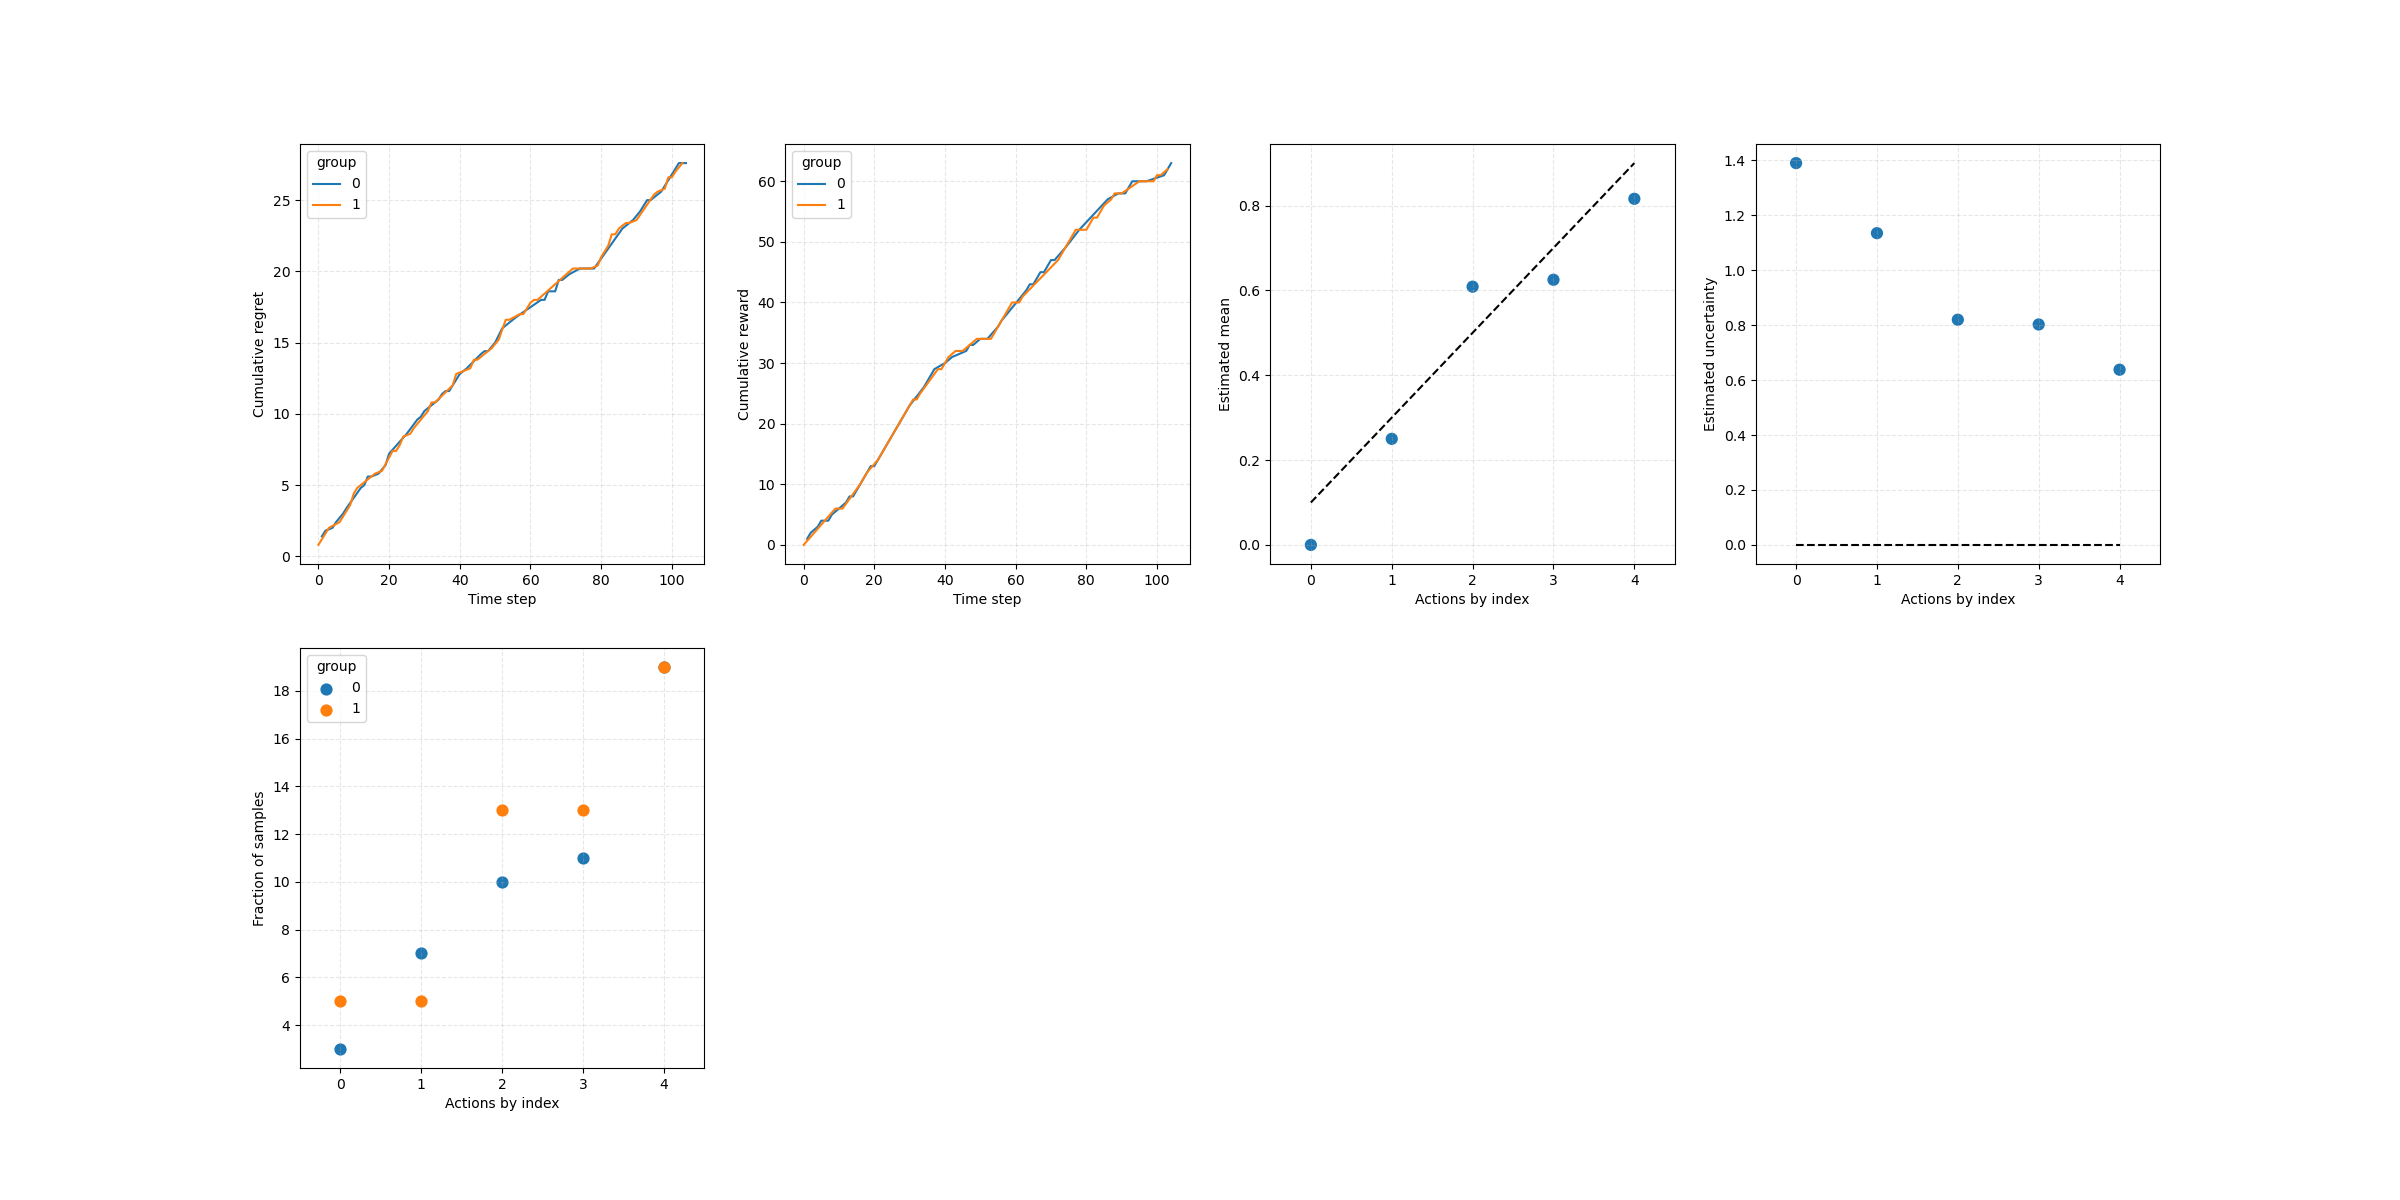 group
0
1
25
20
15
10
5
0
Cumulative regret
0 20 40 60 80 100
Time step
group
0
1
60
50
40
30
20
10
0
Cumulative reward
0 20 40 60 80 100
Time step
0.8
0.6
0.4
0.2
0.0
Estimated mean
0 1 2 3 4
Actions by index
1.4
1.2
1.0
0.8
0.6
0.4
0.2
0.0
Estimated uncertainty
0 1 2 3 4
Actions by index
group
0
1
18
16
14
12
10
8
6
4
Fraction of samples
0 1 2 3 4
Actions by index